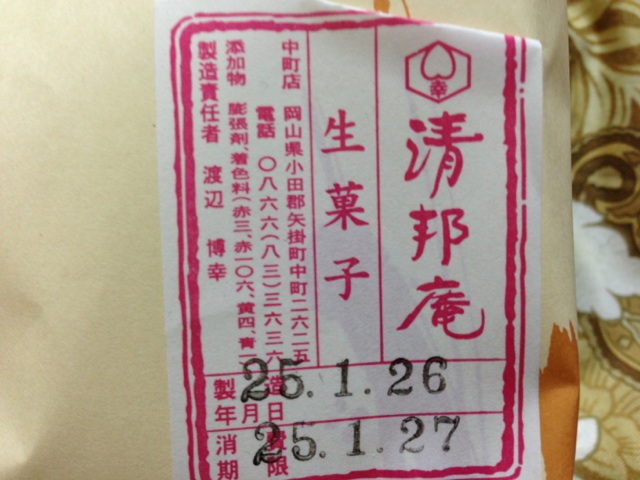 幸
清邦庵
生菓子
中町店 岡山県小田郡矢掛町中町二六二五
電話 〇八六六(八三)三六三六
添加物 膨張剤、着色料(赤三、赤一〇六、黄四、青一
製造責任者 渡辺 博幸
製造年月日 25.1.26
消費期限 25.1.27